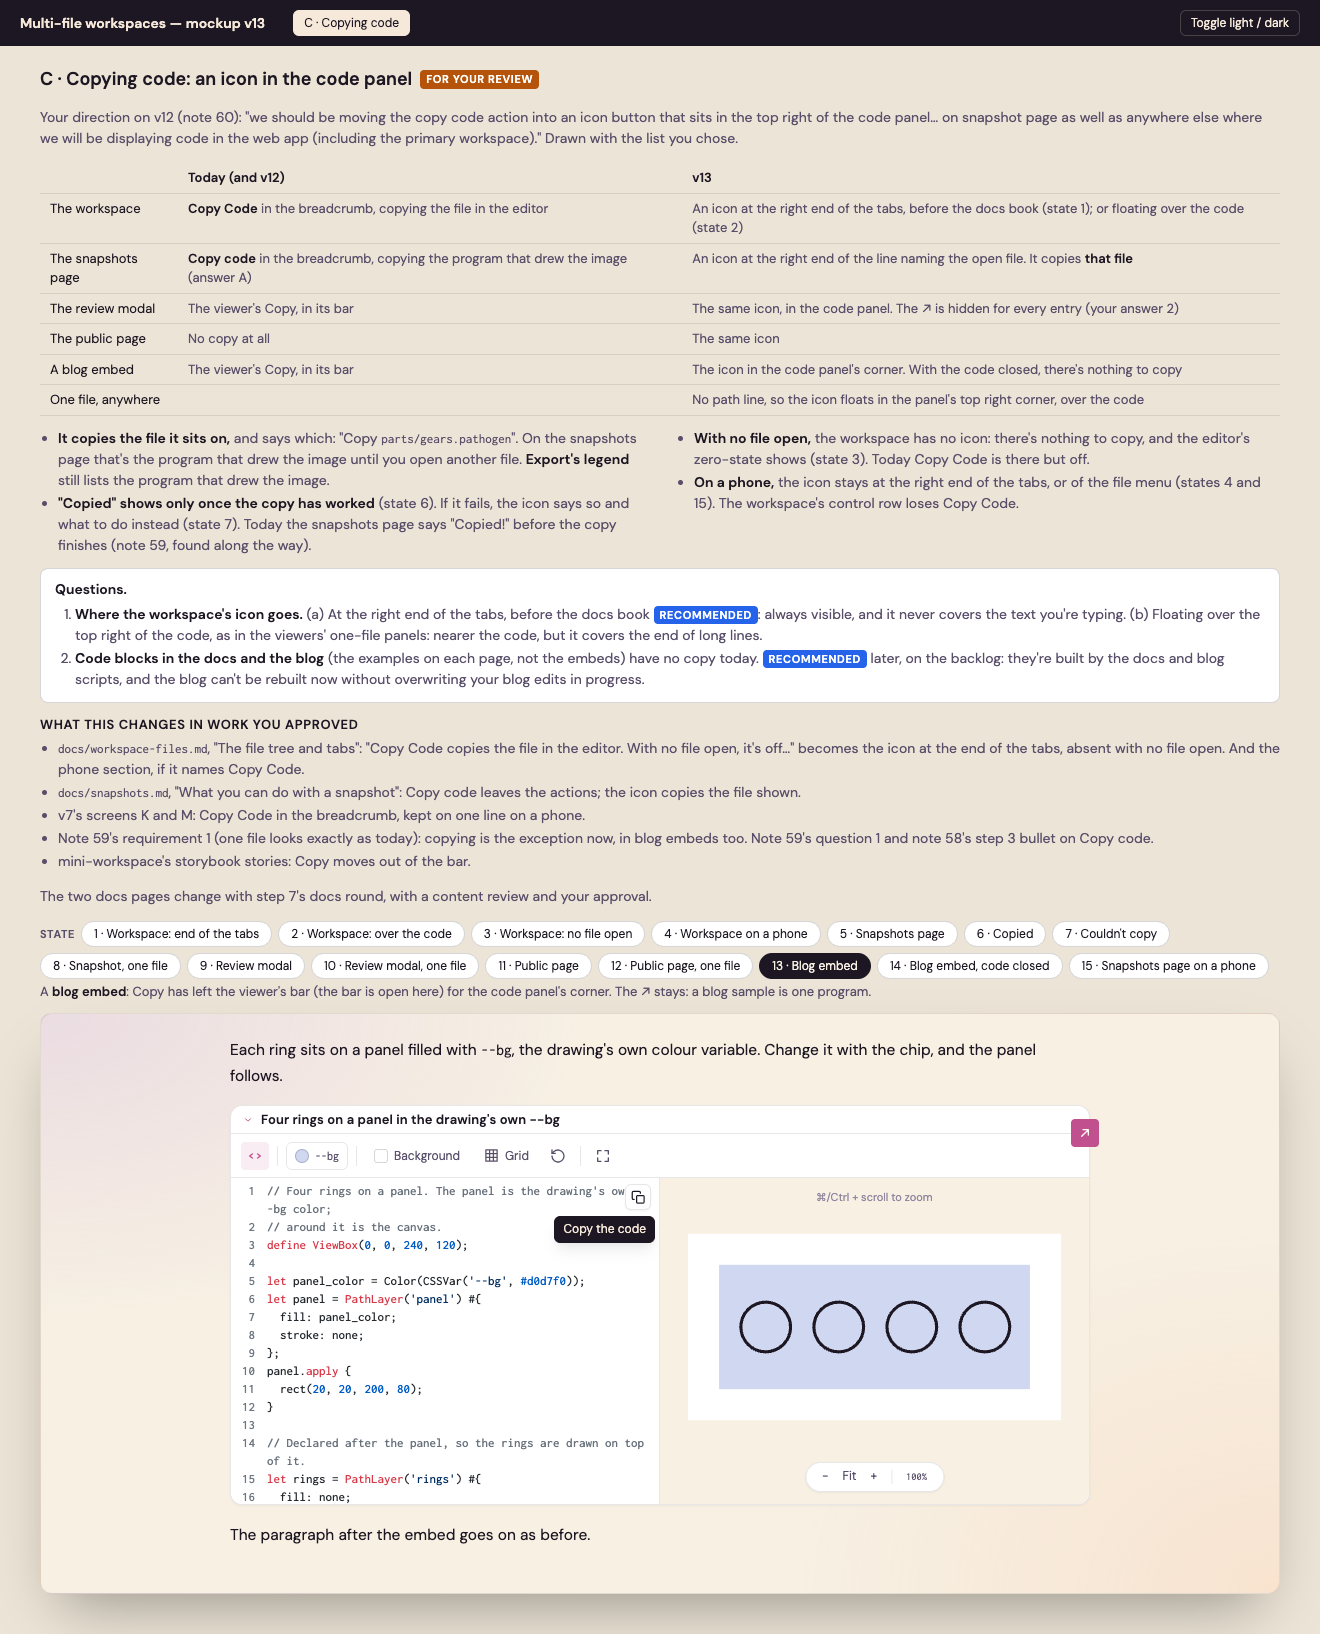 Multi-file workspaces — mockup v13
C · Copying code
Toggle light / dark
C · Copying code: an icon in the code panel
FOR YOUR REVIEW
Your direction on v12 (note 60): "we should be moving the copy code action into an icon button that sits in the top right of the code panel... on snapshot page as well as anywhere else where
we will be displaying code in the web app (including the primary workspace)." Drawn with the list you chose.
Today (and v12)
v13
The workspace
Copy Code in the breadcrumb, copying the file in the editor
An icon at the right end of the tabs, before the docs book (state 1); or floating over the code
(state 2)
The snapshots
page
Copy code in the breadcrumb, copying the program that drew the image
(answer A)
An icon at the right end of the line naming the open file. It copies that file
The review modal
The viewer's Copy, in its bar
The same icon, in the code panel. The ↗ is hidden for every entry (your answer 2)
The public page
No copy at all
The same icon
A blog embed
The viewer's Copy, in its bar
The icon in the code panel's corner. With the code closed, there's nothing to copy
One file, anywhere
No path line, so the icon floats in the panel's top right corner, over the code
• It copies the file it sits on, and says which: "Copy parts/gears.pathogen". On the snapshots
page that's the program that drew the image until you open another file. Export's legend
still lists the program that drew the image.
• "Copied" shows only once the copy has worked (state 6). If it fails, the icon says so and
what to do instead (state 7). Today the snapshots page says "Copied!" before the copy
finishes (note 59, found along the way).
• With no file open, the workspace has no icon: there's nothing to copy, and the editor's
zero-state shows (state 3). Today Copy Code is there but off.
• On a phone, the icon stays at the right end of the tabs, or of the file menu (states 4 and
15). The workspace's control row loses Copy Code.
Questions.
1. Where the workspace's icon goes. (a) At the right end of the tabs, before the docs book RECOMMENDED: always visible, and it never covers the text you're typing. (b) Floating over the
top right of the code, as in the viewers' one-file panels: nearer the code, but it covers the end of long lines.
2. Code blocks in the docs and the blog (the examples on each page, not the embeds) have no copy today. RECOMMENDED later, on the backlog: they're built by the docs and blog
scripts, and the blog can't be rebuilt now without overwriting your blog edits in progress.
WHAT THIS CHANGES IN WORK YOU APPROVED
• docs/workspace-files.md, "The file tree and tabs": "Copy Code copies the file in the editor. With no file open, it's off..." becomes the icon at the end of the tabs, absent with no file open. And the
phone section, if it names Copy Code.
• docs/snapshots.md, "What you can do with a snapshot": Copy code leaves the actions; the icon copies the file shown.
• v7's screens K and M: Copy Code in the breadcrumb, kept on one line on a phone.
• Note 59's requirement 1 (one file looks exactly as today): copying is the exception now, in blog embeds too. Note 59's question 1 and note 58's step 3 bullet on Copy code.
• mini-workspace's storybook stories: Copy moves out of the bar.
The two docs pages change with step 7's docs round, with a content review and your approval.
STATE
1 · Workspace: end of the tabs
2 · Workspace: over the code
3 · Workspace: no file open
4 · Workspace on a phone
5 · Snapshots page
6 · Copied
7 · Couldn't copy
8 · Snapshot, one file
9 · Review modal
10 · Review modal, one file
11 · Public page
12 · Public page, one file
13 · Blog embed
14 · Blog embed, code closed
15 · Snapshots page on a phone
A blog embed: Copy has left the viewer's bar (the bar is open here) for the code panel's corner. The ↗ stays: a blog sample is one program.
Each ring sits on a panel filled with --bg, the drawing's own colour variable. Change it with the chip, and the panel
follows.
Four rings on a panel in the drawing's own --bg
<>
--bg
Background
Grid
1 // Four rings on a panel. The panel is the drawing's
-bg color;
2 // around it is the canvas.
3 define ViewBox(0, 0, 240, 120);
4
5 let panel_color = Color(CSSVar('--bg', #d0d7f0));
6 let panel = PathLayer('panel') #{
7 fill: panel_color;
8 stroke: none;
9 };
10 panel.apply {
11 rect(20, 20, 200, 80);
12 }
13
14 // Declared after the panel, so the rings are drawn on top
of it.
15 let rings = PathLayer('rings') #{
16 fill: none;
Copy the code
⌘/Ctrl + scroll to zoom
− Fit + 100%
The paragraph after the embed goes on as before.